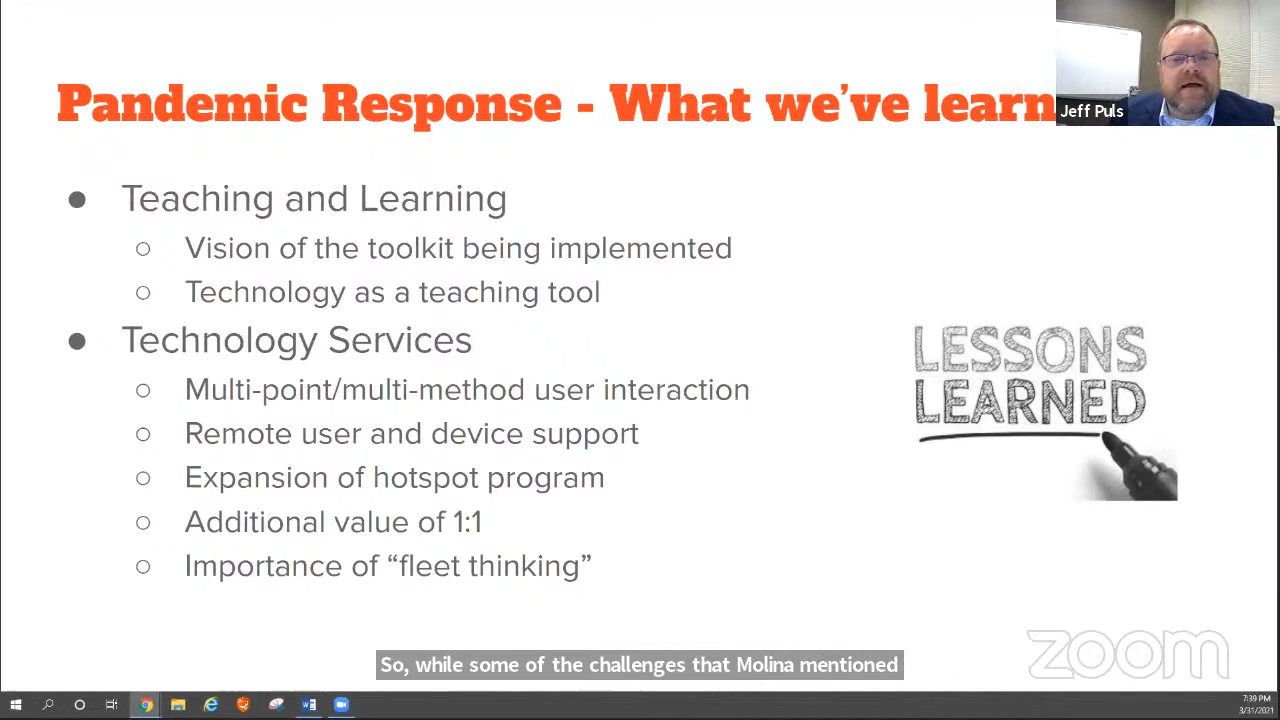 Pandemic Response - What we've learn
Jeff Puls
● Teaching and Learning
○ Vision of the toolkit being implemented
○ Technology as a teaching tool
● Technology Services
○ Multi-point/multi-method user interaction
○ Remote user and device support
○ Expansion of hotspot program
○ Additional value of 1:1
○ Importance of “fleet thinking”
LESSONS
LEARNED
zoom
So, while some of the challenges that Molina mentioned
7:39 PM
3/31/2021